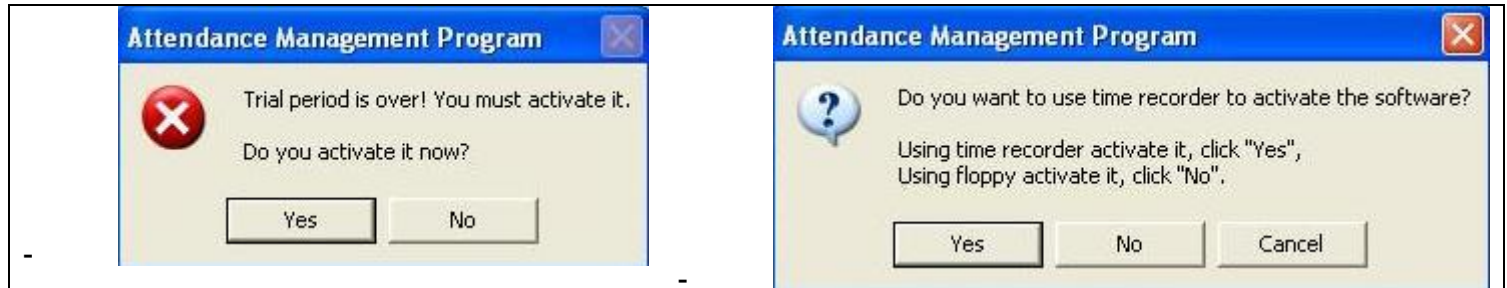 Attendance Management Program
Trial period is over! You must activate it.
Do you activate it now?
Yes No
-
Attendance Management Program
Do you want to use time recorder to activate the software?
Using time recorder activate it, click "Yes",
Using floppy activate it, click "No".
Yes No Cancel
-